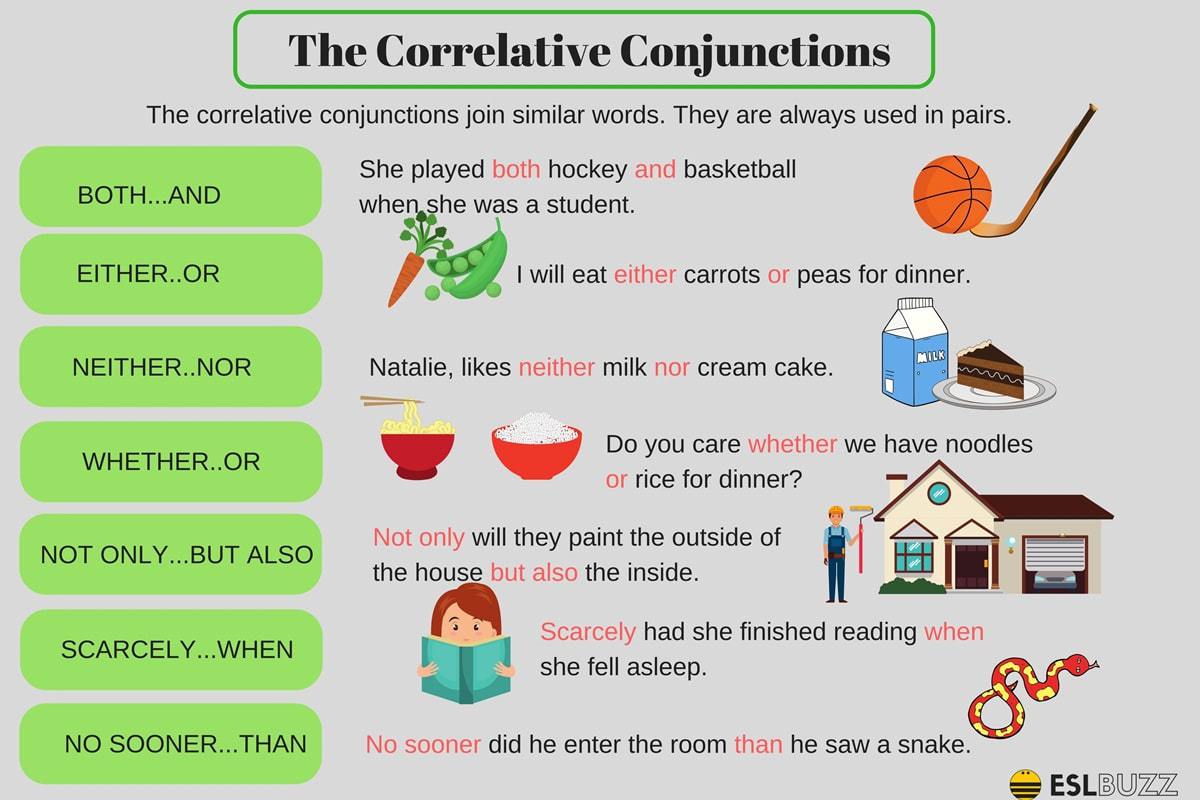 The Correlative Conjunctions
The correlative conjunctions join similar words. They are always used in pairs.
BOTH...AND
She played both hockey and basketball
when she was a student.
EITHER..OR
I will eat either carrots or peas for dinner.
NEITHER..NOR
Natalie, likes neither milk nor cream cake.
MILK
WHETHER..OR
Do you care whether we have noodles
or rice for dinner?
NOT ONLY...BUT ALSO
Not only will they paint the outside of
the house but also the inside.
SCARCELY...WHEN
Scarcely had she finished reading when
she fell asleep.
NO SOONER...THAN
No sooner did he enter the room than he saw a snake.
ESLBUZZ